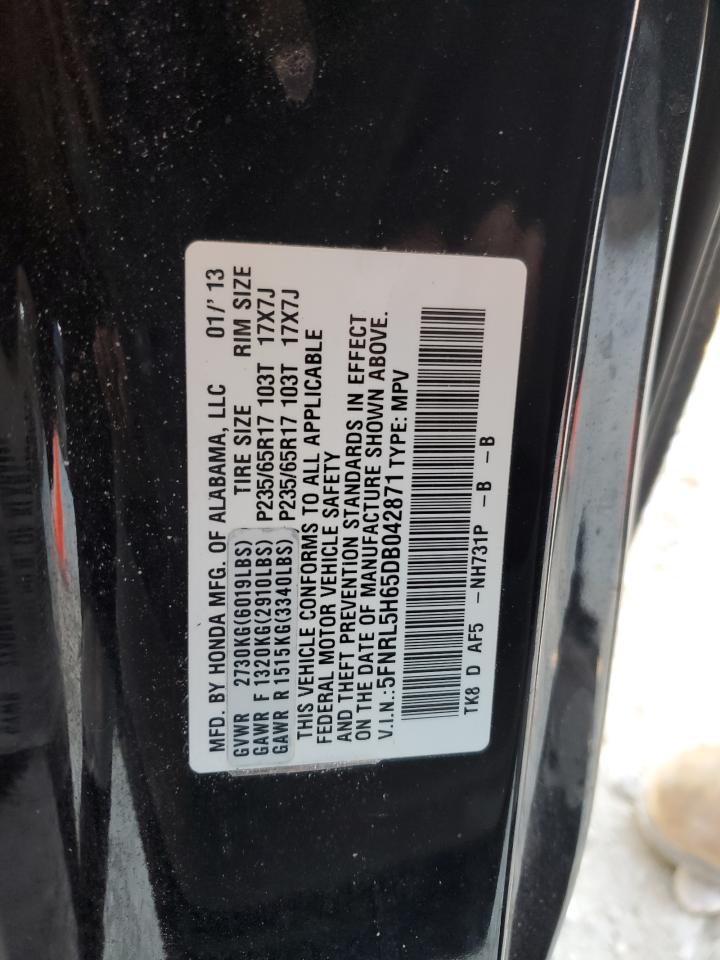 MFD. BY HONDA MFG. OF ALABAMA, LLC 01/'13
GVWR 2730KG(6019LBS) TIRE SIZE RIM SIZE
GAWR F 1320KG(2910LBS) P235/65R17 103T 17X7J
GAWR R 1515KG(3340LBS) P235/65R17 103T 17X7J
THIS VEHICLE CONFORMS TO ALL APPLICABLE
FEDERAL MOTOR VEHICLE SAFETY
AND THEFT PREVENTION STANDARDS IN EFFECT
ON THE DATE OF MANUFACTURE SHOWN ABOVE.
V.I.N.:5FNRL5H65DB042871 TYPE: MPV
TK8 D AF5 -NH731P -B -B